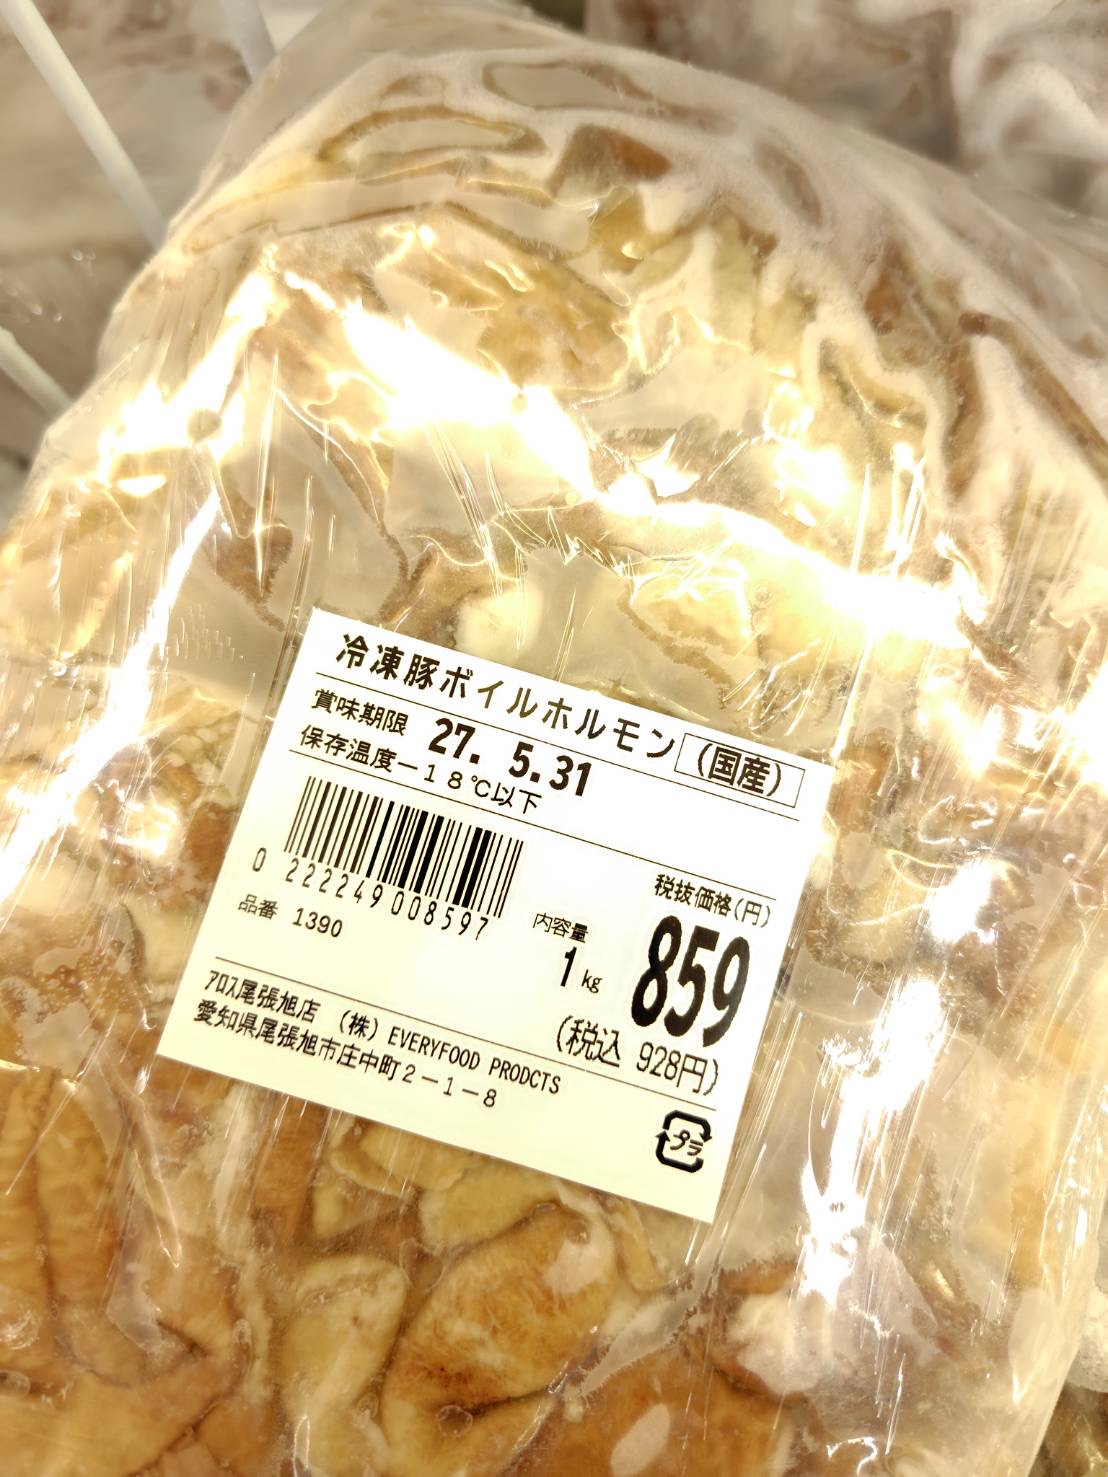 冷凍豚ボイルホルモン (国産)
賞味期限 27. 5.31
保存温度－18℃以下
0 222249 008597
品番 1390
税抜価格(円)
内容量
859
1kg
(税込 928円)
アロス尾張旭店 (株) EVERYFOOD PRODCTS
愛知県尾張旭市庄中町2－1－8
プラ